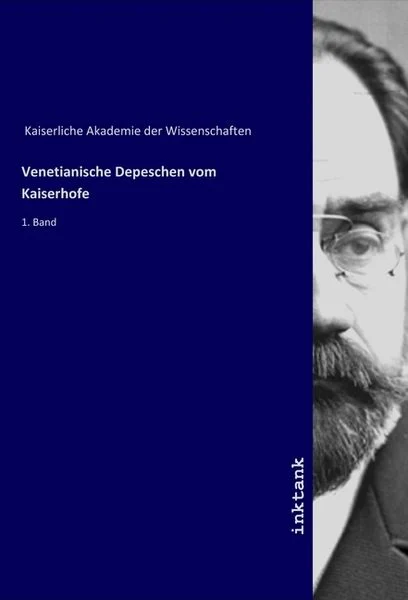 Kaiserliche Akademie der Wissenschaften
Venetianische Depeschen vom
Kaiserhofe
1. Band
inktank